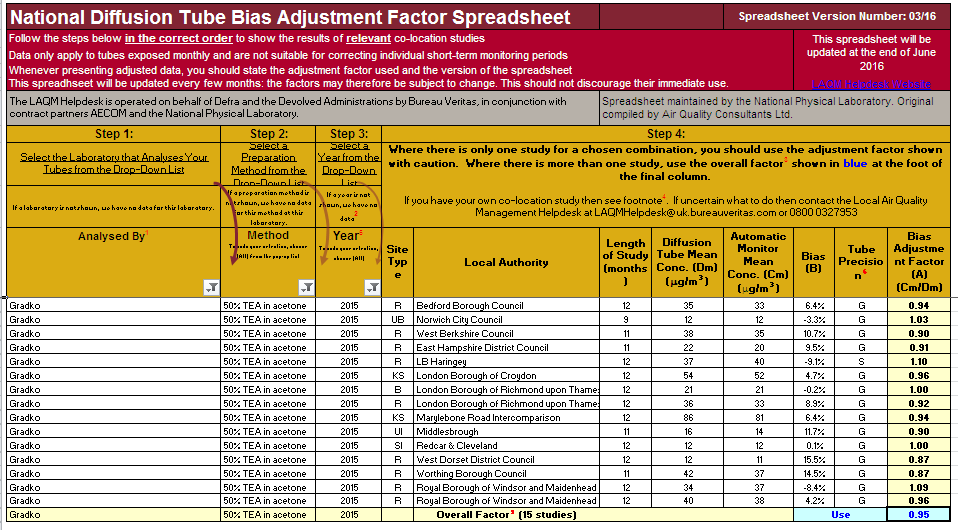 National Diffusion Tube Bias Adjustment Factor Spreadsheet
Spreadsheet Version Number: 03/16
Follow the steps below in the correct order to show the results of relevant co-location studies
Data only apply to tubes exposed monthly and are not suitable for correcting individual short-term monitoring periods
Whenever presenting adjusted data, you should state the adjustment factor used and the version of the spreadsheet
This spreadhseet will be updated every few months: the factors may therefore be subject to change. This should not discourage their immediate use.
This spreadsheet will be
updated at the end of June
2016
LAQM Helpdesk Website
The LAQM Helpdesk is operated on behalf of Defra and the Devolved Administrations by Bureau Veritas, in conjunction with
contract partners AECOM and the National Physical Laboratory.
Spreadsheet maintained by the National Physical Laboratory. Original
compiled by Air Quality Consultants Ltd.
Step 1:
Step 2:
Step 3:
Step 4:
Select the Laboratory that Analyses Your
Tubes from the Drop-Down List
Select a
Preparation
Method from the
Drop-Down List
Select a
Year from the
Drop-Down
List
Where there is only one study for a chosen combination, you should use the adjustment factor shown
with caution. Where there is more than one study, use the overall factor3 shown in blue at the foot of
the final column.
If a laboratory is not shown, we have no data for this laboratory.
If a preparation method is
not shown, we have no data
for this method at this
laboratory.
If a year is not
shown, we have no
data2
If you have your own co-location study then see footnote4. If uncertain what to do then contact the Local Air Quality
Management Helpdesk at LAQMHelpdesk@uk.bureauveritas.com or 0800 0327953
Analysed By1
Method
To undo your selection, choose
(All) from the pop-up list
Year5
To undo your selection,
choose (All)
Site
Typ
e
Local Authority
Length
of Study
(months
)
Diffusion
Tube Mean
Conc. (Dm)
(μg/m3)
Automatic
Monitor
Mean
Conc. (Cm)
(μg/m3)
Bias
(B)
Tube
Precisio
n6
Bias
Adjustme
nt Factor
(A)
(Cm/Dm)
Gradko 50% TEA in acetone 2015 R Bedford Borough Council 12 35 33 6.4% G 0.94
Gradko 50% TEA in acetone 2015 UB Norwich City Council 9 12 12 -3.3% G 1.03
Gradko 50% TEA in acetone 2015 R West Berkshire Council 11 38 35 10.7% G 0.90
Gradko 50% TEA in acetone 2015 R East Hampshire District Council 11 22 20 9.5% G 0.91
Gradko 50% TEA in acetone 2015 R LB Haringey 12 37 40 -9.1% S 1.10
Gradko 50% TEA in acetone 2015 KS London Borough of Croydon 12 54 52 4.7% G 0.96
Gradko 50% TEA in acetone 2015 B London Borough of Richmond upon Thames 12 21 21 -0.2% G 1.00
Gradko 50% TEA in acetone 2015 R London Borough of Richmond upon Thames 12 36 33 8.9% G 0.92
Gradko 50% TEA in acetone 2015 KS Marylebone Road Intercomparison 12 86 81 6.4% G 0.94
Gradko 50% TEA in acetone 2015 UI Middlesbrough 11 16 14 11.7% G 0.90
Gradko 50% TEA in acetone 2015 SI Redcar & Cleveland 12 12 12 0.1% G 1.00
Gradko 50% TEA in acetone 2015 R West Dorset District Council 12 12 11 15.5% G 0.87
Gradko 50% TEA in acetone 2015 R Worthing Borough Council 11 42 37 14.5% G 0.87
Gradko 50% TEA in acetone 2015 R Royal Borough of Windsor and Maidenhead 12 34 37 -8.4% G 1.09
Gradko 50% TEA in acetone 2015 R Royal Borough of Windsor and Maidenhead 12 40 38 4.2% G 0.96
Gradko 50% TEA in acetone 2015 Overall Factor3 (15 studies) Use 0.95